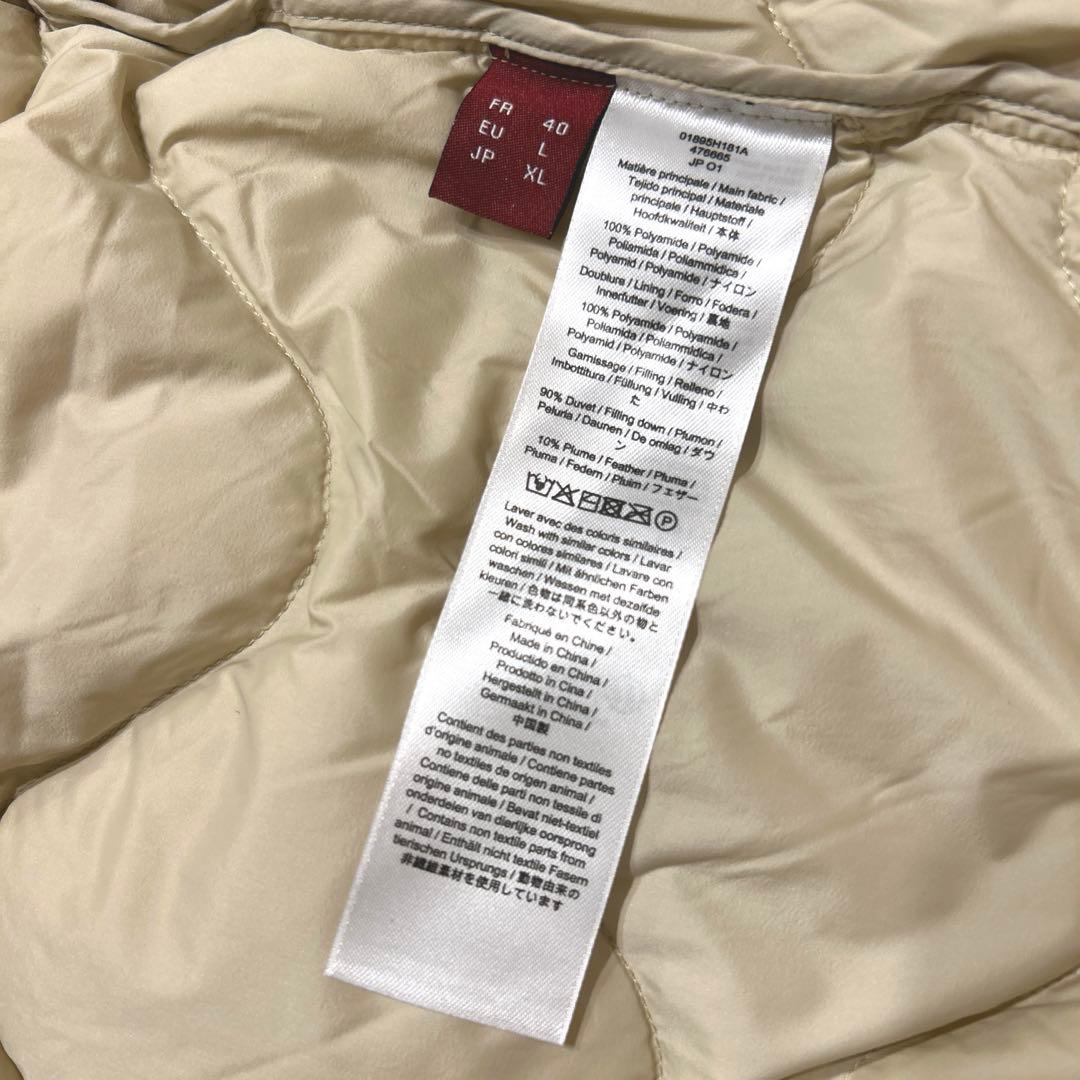 FR 40
EU L
JP XL
01895H181A
476665
JP O1
Matière principale / Main fabric /
Tejido principal / Materiale
principale / Hauptstoff /
Hoofdkwaliteit / 本体
100% Polyamide / Polyamide /
Poliamida / Poliammidica /
Polyamid / Polyamide / ナイロン
Doublure / Lining / Forro / Fodera /
Innerfutter / Voering / 裏地
100% Polyamide / Polyamide /
Poliamida / Poliammidica /
Polyamid / Polyamide / ナイロン
Garnissage / Filling / Relleno /
Imbottitura / Füllung / Vulling / 中わ
た
90% Duvet / Filling down / Plumon /
Peluria / Daunen / De omlag / ダウ
ン
10% Plume / Feather / Pluma /
Pluma / Federn / Pluim / フェザー
P
Laver avec des coloris similaires /
Wash with similar colors / Lavar
con colores similares / Lavare con
colori simili / Mit ähnlichen Farben
waschen / Wassen met dezelfde
kleuren / 色物は同系色以外の物と
一緒に洗わないでください。
Fabriqué en Chine /
Made in China /
Productido en China /
Prodotto in Cina /
Hergestellt in China /
Germaakt in China /
中国製
Contient des parties non textiles
d'origine animale / Contiene partes
no textiles de origen animal /
Contiene delle parti non tessile di
origine animale / Bevat niet-textiel
onderdeien van dierlijke oorsprong
/ Contains non textile parts from
animal / Enthält nicht textile Fasern
tierischen Ursprungs / 動物由来の
非繊維素材を使用しています